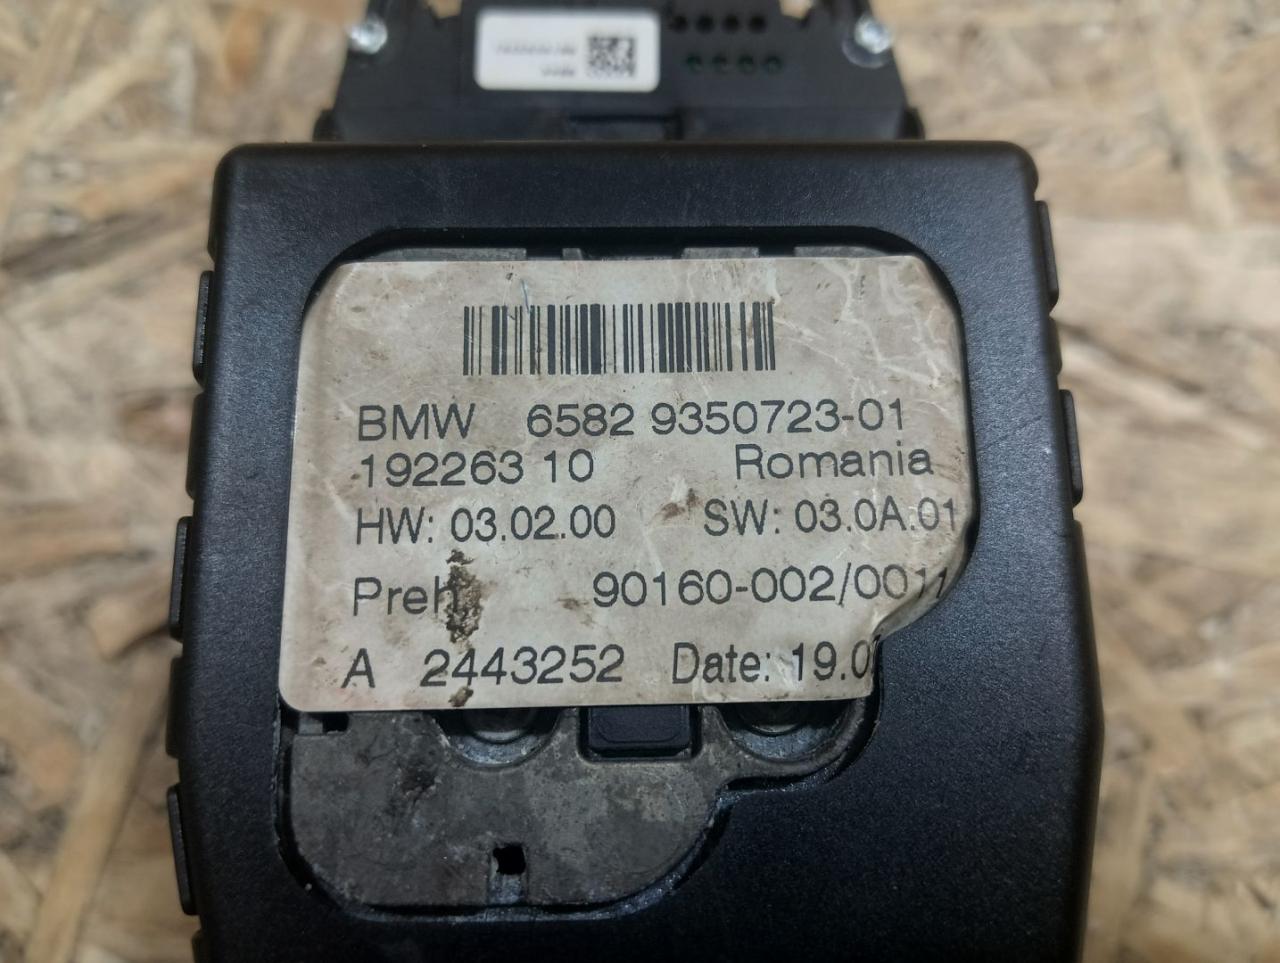 BMW 6582 9350723-01
192263 10 Romania
HW: 03.02.00 SW: 03.0A.01
Preh 90160-002/0011
A 2443252 Date: 19.0